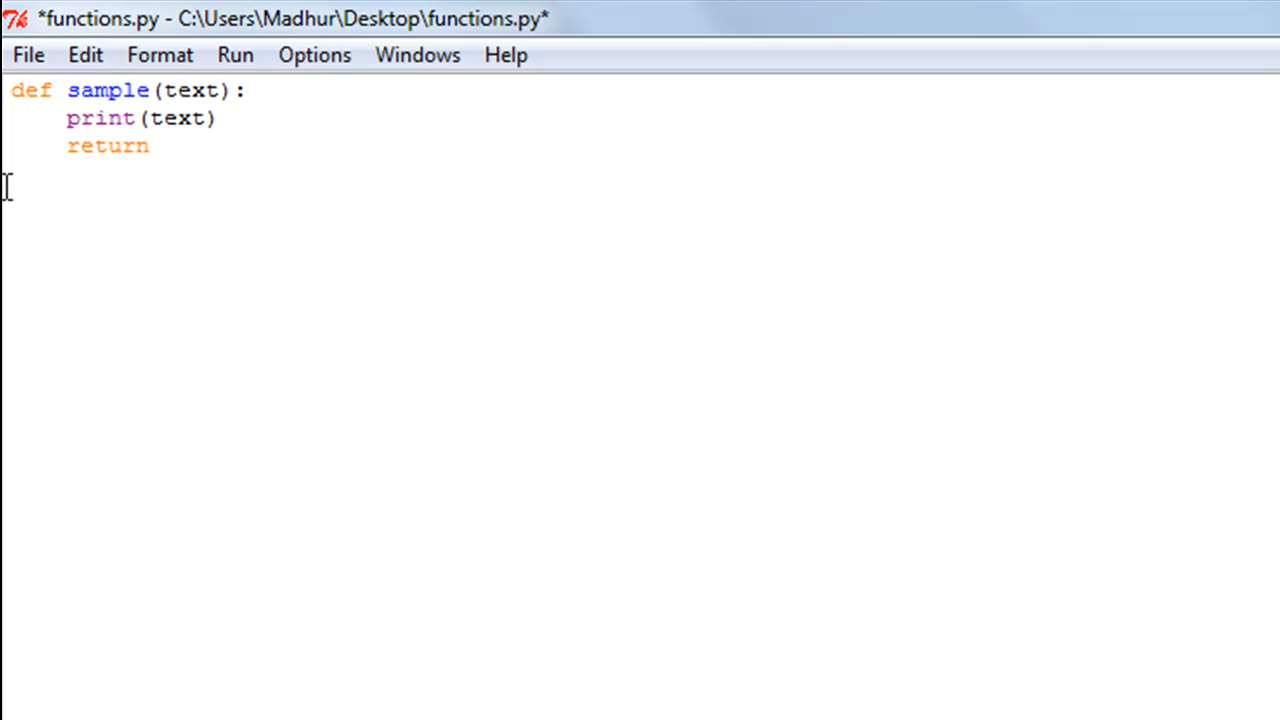 *functions.py - C:\Users\Madhur\Desktop\functions.py*
File Edit Format Run Options Windows Help
def sample(text):
    print(text)
    return